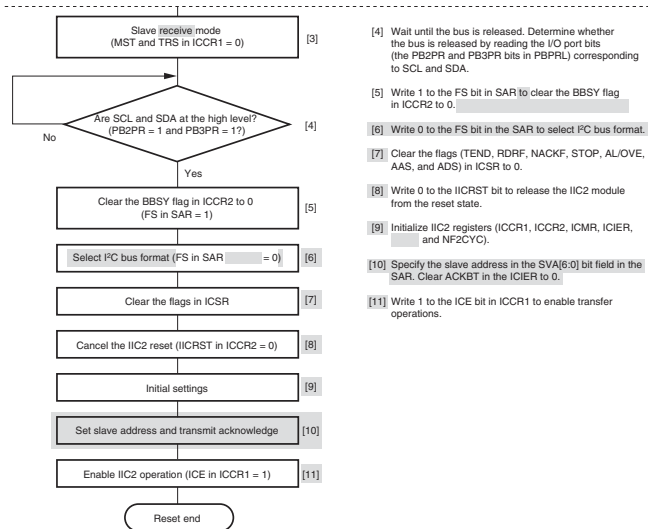 Slave receive mode
(MST and TRS in ICCR1 = 0)
[3]
Are SCL and SDA at the high level?
(PB2PR = 1 and PB3PR = 1?)
[4]
No
Yes
Clear the BBSY flag in ICCR2 to 0
(FS in SAR = 1)
[5]
Select I²C bus format (FS in SAR = 0)
[6]
Clear the flags in ICSR
[7]
Cancel the IIC2 reset (IICRST in ICCR2 = 0)
[8]
Initial settings
[9]
Set slave address and transmit acknowledge
[10]
Enable IIC2 operation (ICE in ICCR1 = 1)
[11]
Reset end
[4] Wait until the bus is released. Determine whether
the bus is released by reading the I/O port bits
(the PB2PR and PB3PR bits in PBPRL) corresponding
to SCL and SDA.
[5] Write 1 to the FS bit in SAR to clear the BBSY flag
in ICCR2 to 0.
[6] Write 0 to the FS bit in the SAR to select I²C bus format.
[7] Clear the flags (TEND, RDRF, NACKF, STOP, AL/OVE,
AAS, and ADS) in ICSR to 0.
[8] Write 0 to the IICRST bit to release the IIC2 module
from the reset state.
[9] Initialize IIC2 registers (ICCR1, ICCR2, ICMR, ICIER,
and NF2CYC).
[10] Specify the slave address in the SVA[6:0] bit field in the
SAR. Clear ACKBT in the ICIER to 0.
[11] Write 1 to the ICE bit in ICCR1 to enable transfer
operations.